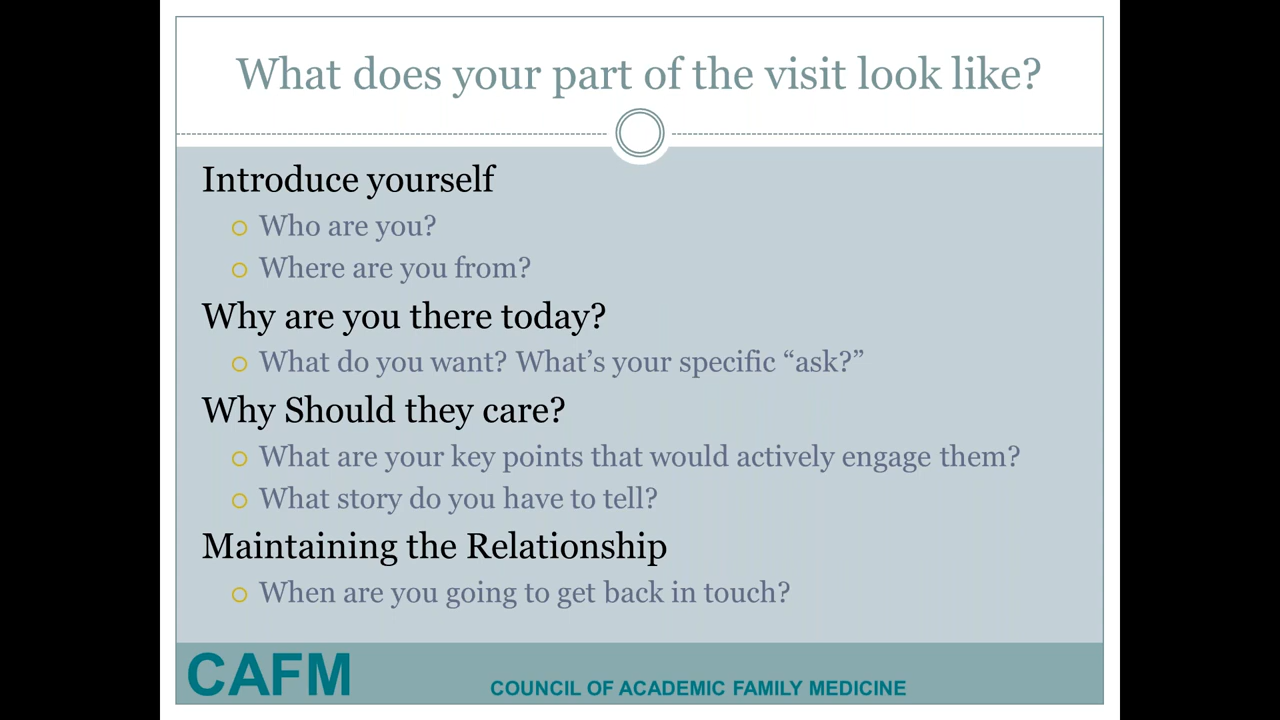 What does your part of the visit look like?
Introduce yourself
Who are you?
Where are you from?
Why are you there today?
What do you want? What’s your specific “ask?”
Why Should they care?
What are your key points that would actively engage them?
What story do you have to tell?
Maintaining the Relationship
When are you going to get back in touch?
CAFM
COUNCIL OF ACADEMIC FAMILY MEDICINE